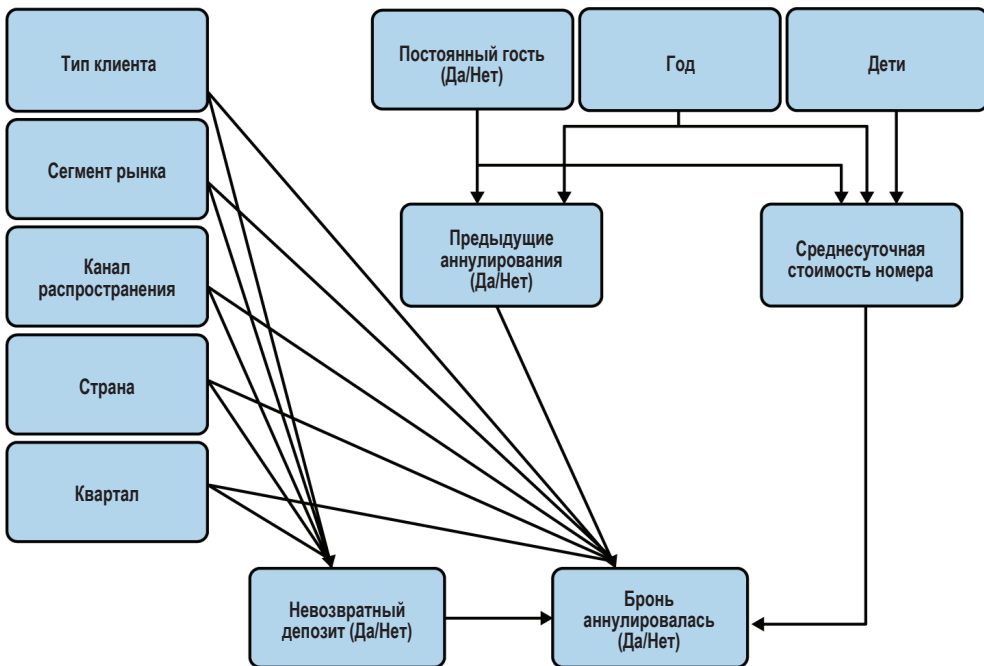 Тип клиента
Постоянный гость
(Да/Нет)
Год
Дети
Сегмент рынка
Канал
распространения
Предыдущие
аннулирования
(Да/Нет)
Среднесуточная
стоимость номера
Страна
Квартал
Невозвратный
депозит (Да/Нет)
Бронь
аннулировалась
(Да/Нет)